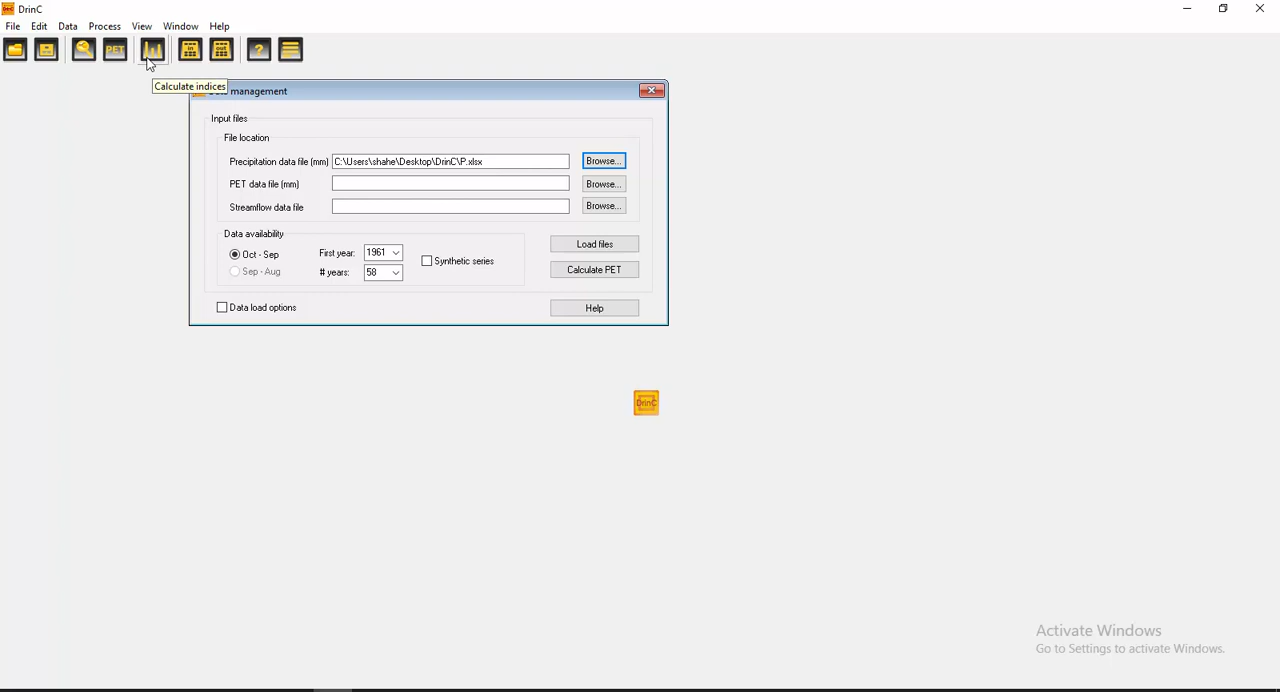 DrinC
File Edit Data Process View Window Help
PET in out ?
Calculate indices
management
Input files
File location
Precipitation data file (mm) C:\Users\shahe\Desktop\DrinC\P.xlsx Browse...
PET data file (mm) Browse...
Streamflow data file Browse...
Data availability
Oct - Sep First year: 1961 Synthetic series Load files
Sep - Aug # years: 58 Calculate PET
Data load options Help
DrinC
Activate Windows
Go to Settings to activate Windows.